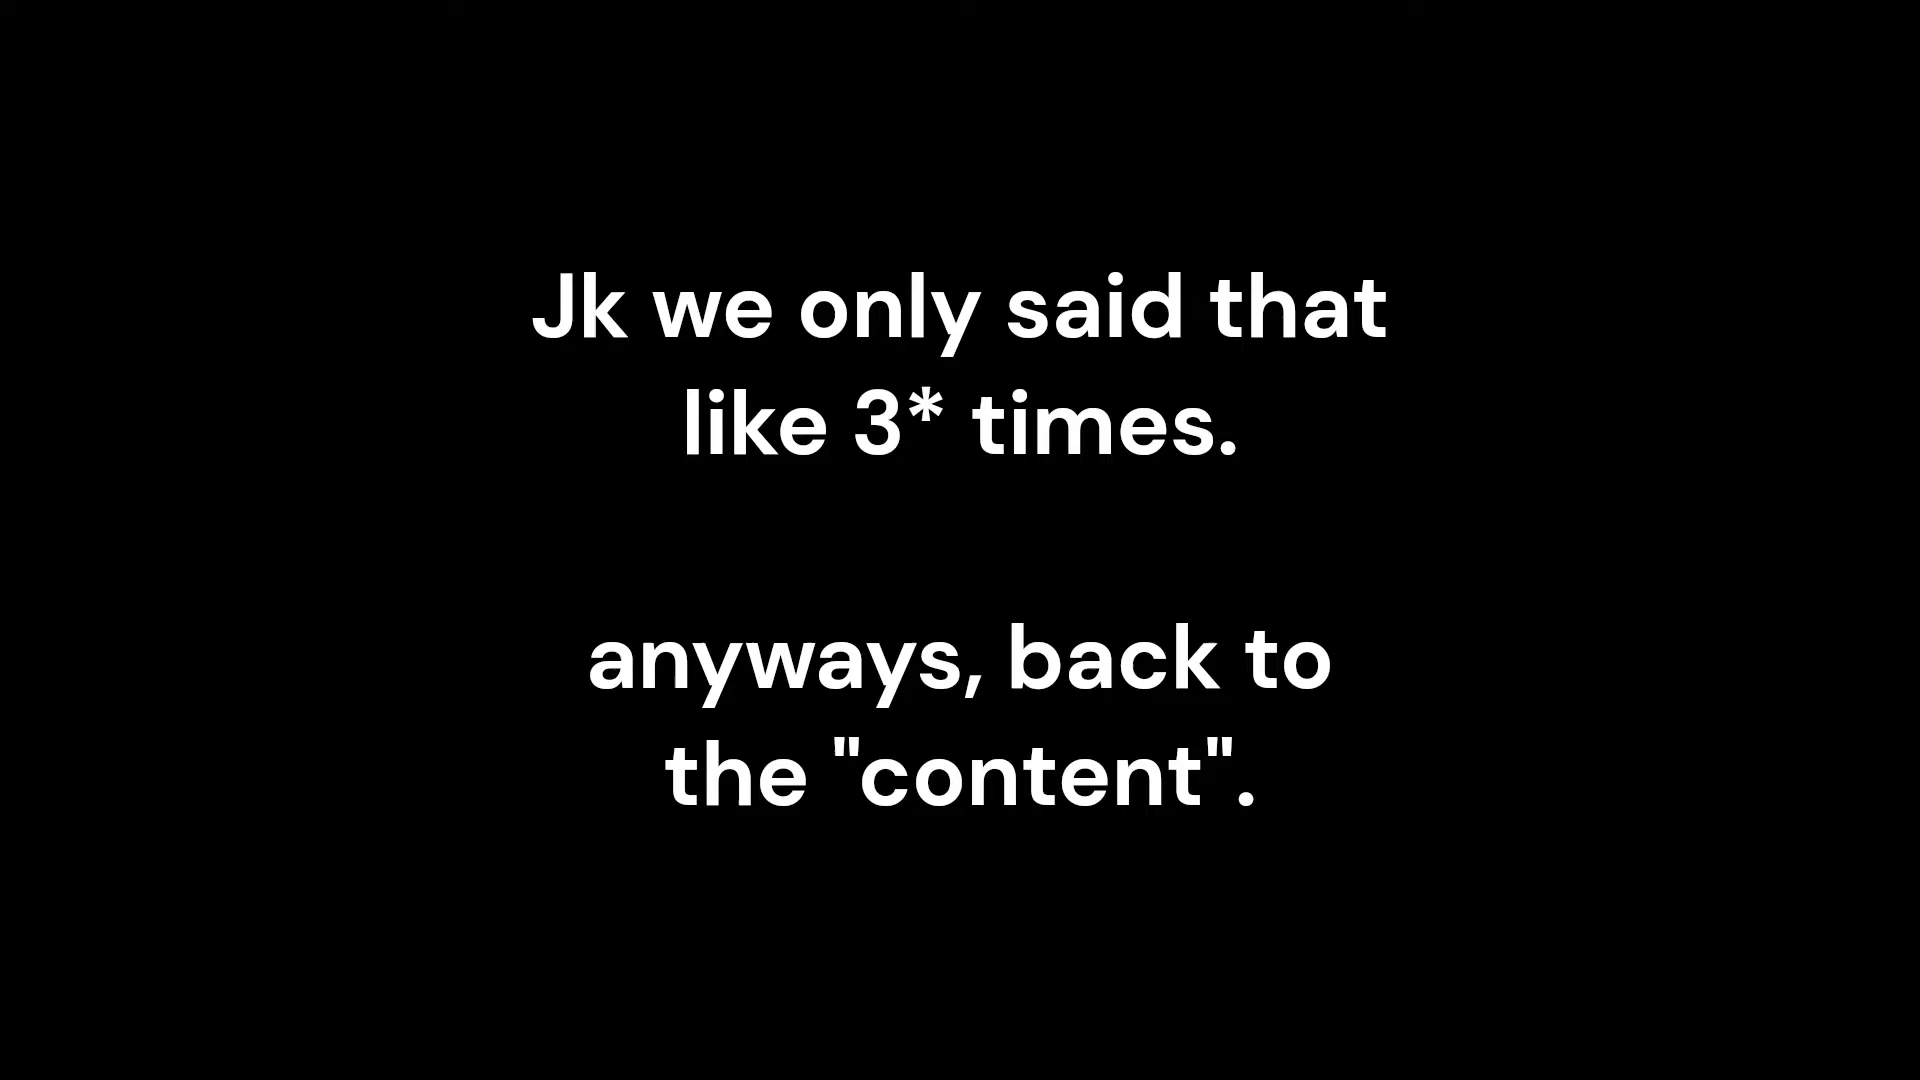 Jk we only said that
like 3* times.
anyways, back to
the "content".